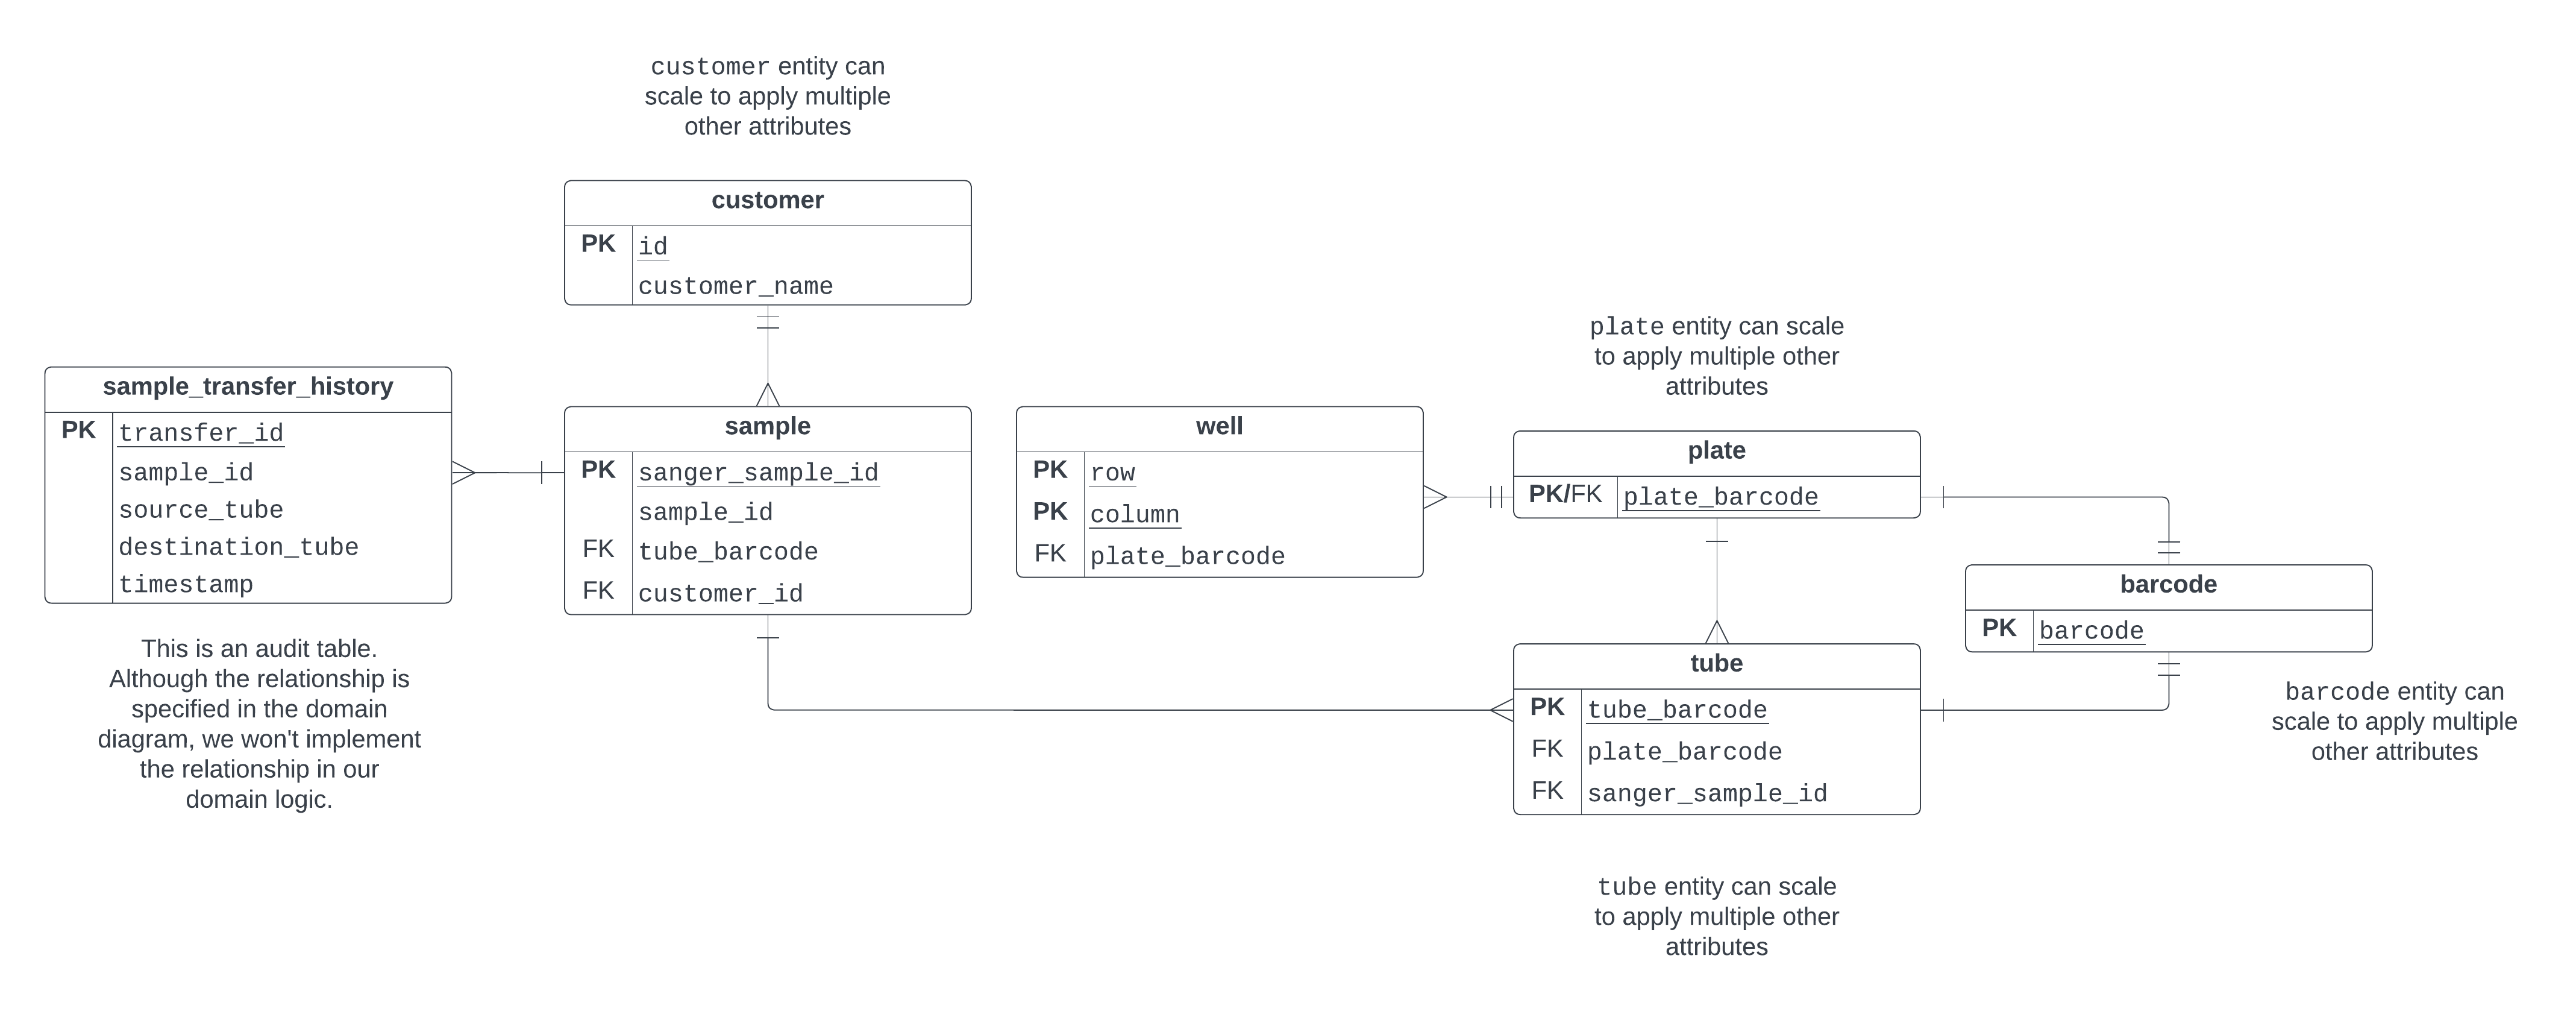 customer entity can
scale to apply multiple
other attributes
customer
PK id
customer_name
sample_transfer_history
PK transfer_id
sample_id
source_tube
destination_tube
timestamp
This is an audit table.
Although the relationship is
specified in the domain
diagram, we won't implement
the relationship in our
domain logic.
sample
PK sanger_sample_id
sample_id
FK tube_barcode
FK customer_id
well
PK row
PK column
FK plate_barcode
plate entity can scale
to apply multiple other
attributes
plate
PK/FK plate_barcode
barcode
PK barcode
barcode entity can
scale to apply multiple
other attributes
tube
PK tube_barcode
FK plate_barcode
FK sanger_sample_id
tube entity can scale
to apply multiple other
attributes